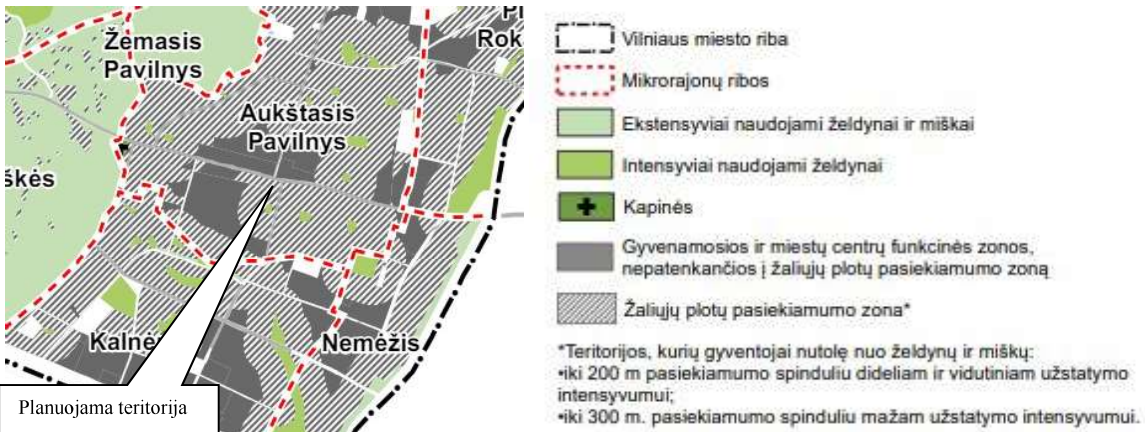 Žemasis
Pavilnys
Pl
Rok
Aukštasis
Pavilnys
škės
Kalnė
Nemėžis
Planuojama teritorija
Vilniaus miesto riba
Mikrorajonų ribos
Ekstensyviai naudojami želdynai ir miškai
Intensyviai naudojami želdynai
Kapinės
Gyvenamosios ir miestų centrų funkcinės zonos,
nepatenkančios į žaliųjų plotų pasiekiamumo zoną
Žaliųjų plotų pasiekiamumo zona*
*Teritorijos, kurių gyventojai nutolę nuo želdynų ir miškų:
•iki 200 m pasiekiamumo spinduliu dideliam ir vidutiniam užstatymo
intensyvumui;
•iki 300 m. pasiekiamumo spinduliu mažam užstatymo intensyvumui.